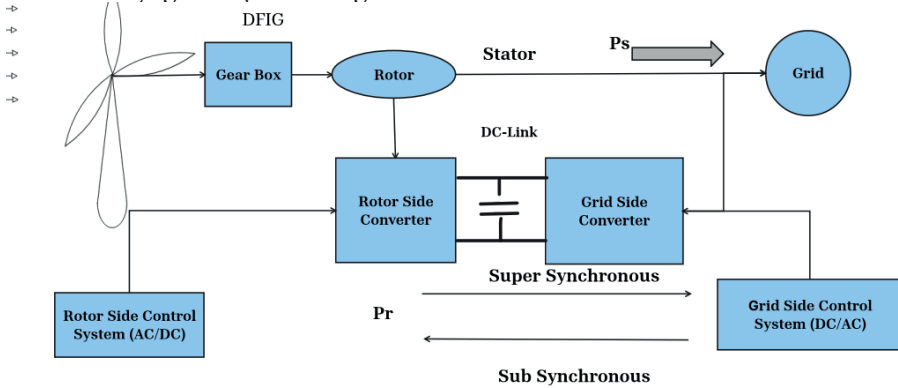 DFIG
Stator
Ps
Gear Box
Rotor
Grid
DC-Link
Rotor Side
Converter
Grid Side
Converter
Super Synchronous
Pr
Rotor Side Control
System (AC/DC)
Grid Side Control
System (DC/AC)
Sub Synchronous